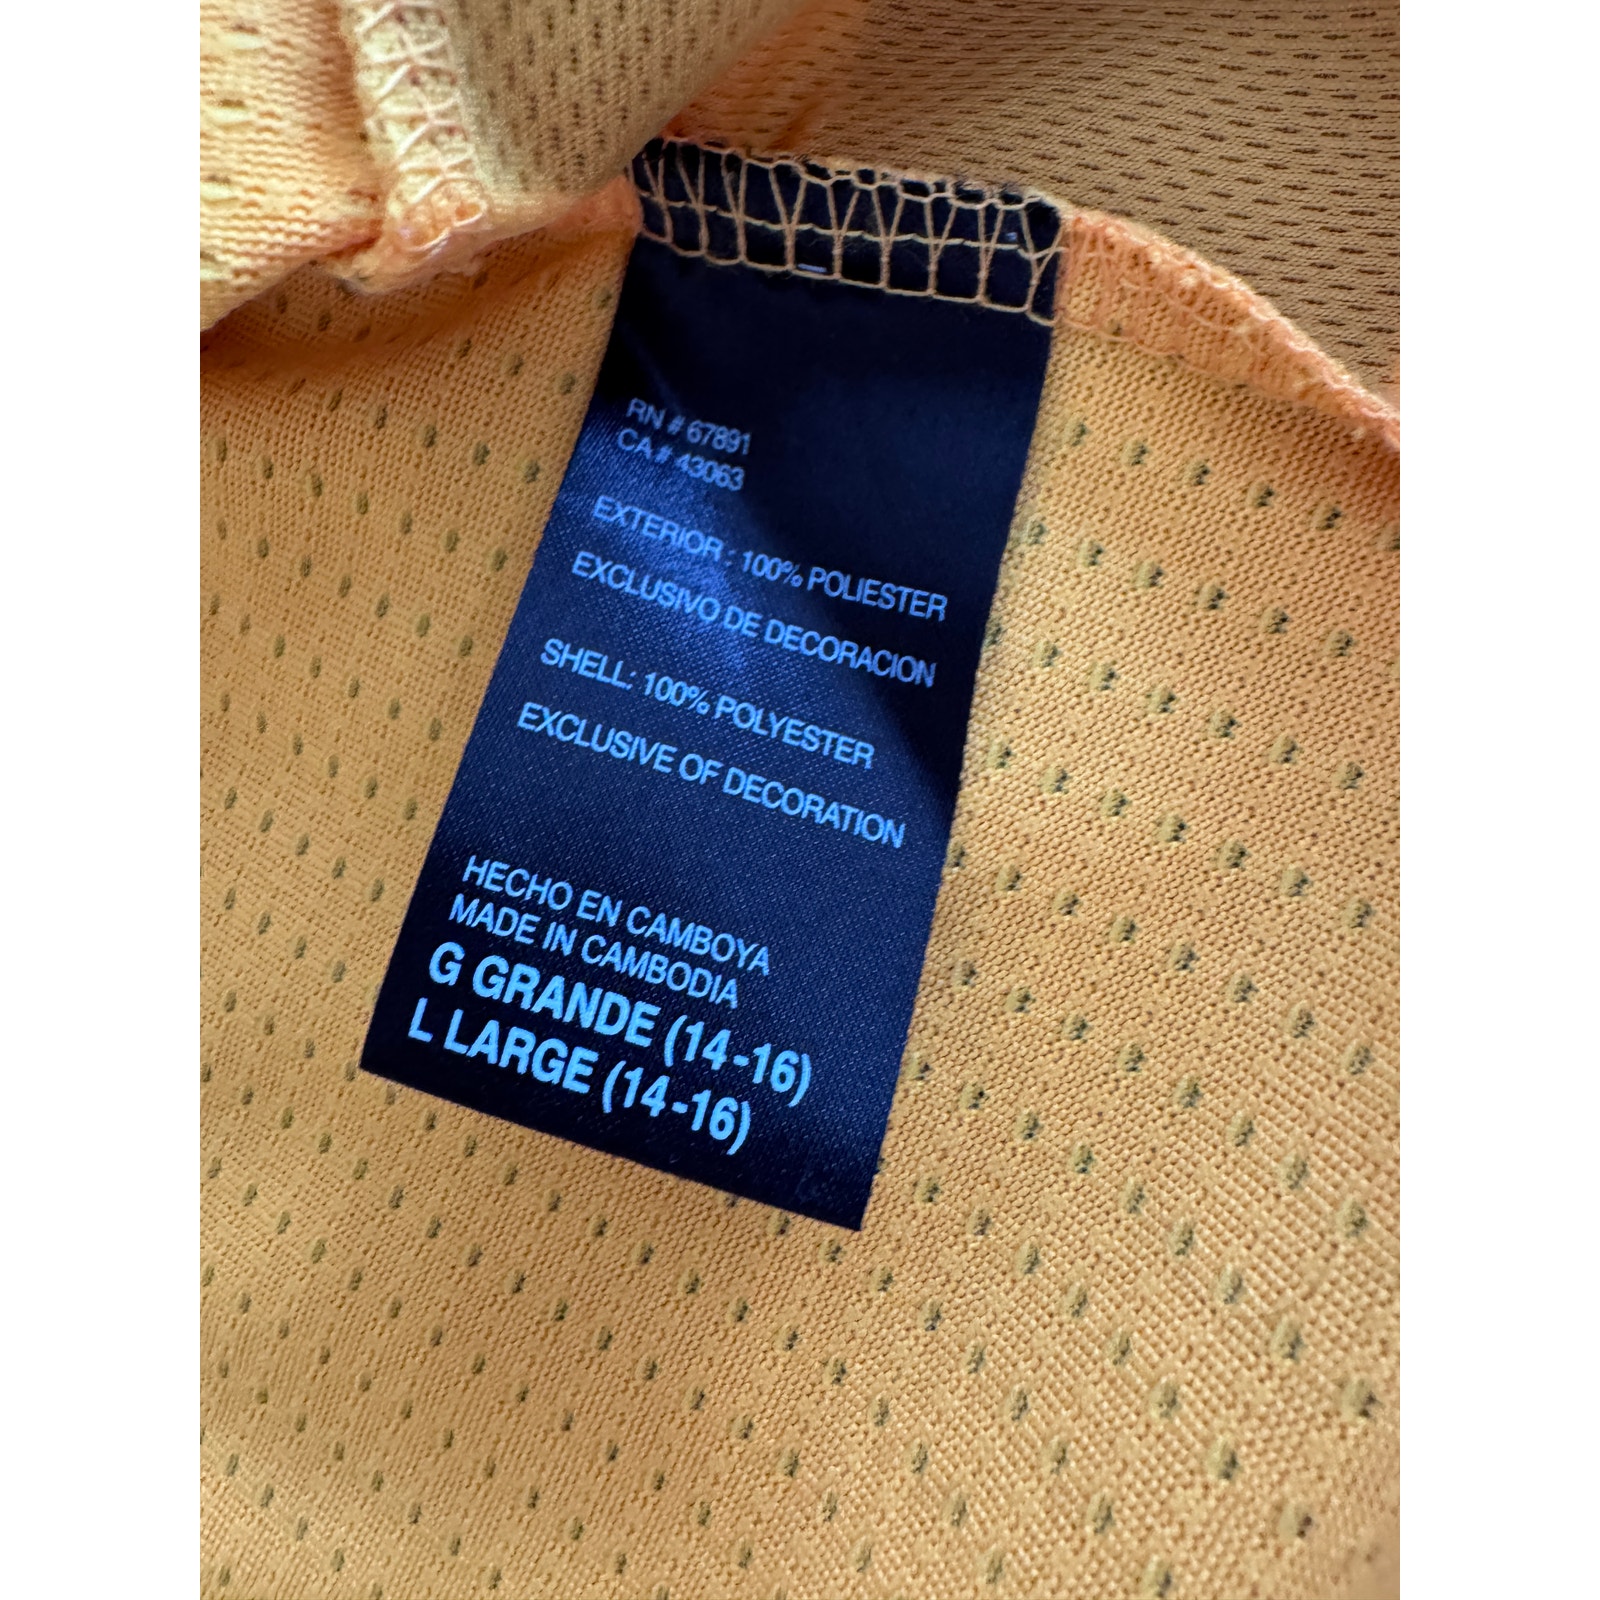 RN # 67891
CA # 43063
EXTERIOR : 100% POLIESTER
EXCLUSIVO DE DECORACION
SHELL: 100% POLYESTER
EXCLUSIVE OF DECORATION
HECHO EN CAMBOYA
MADE IN CAMBODIA
G GRANDE (14-16)
L LARGE (14-16)